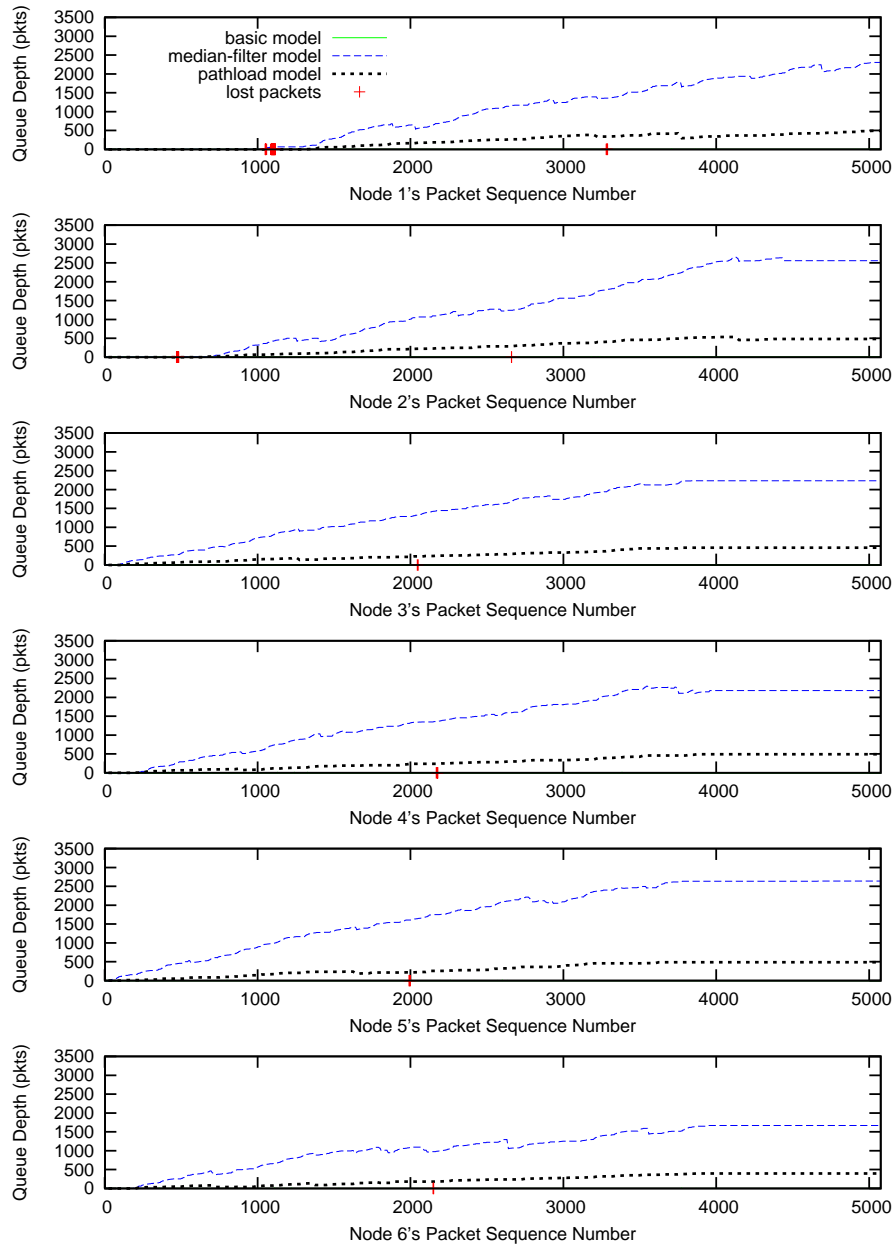 Queue Depth (pkts)
3500
3000
2500
2000
1500
1000
500
0
basic model
median-filter model
pathload model
lost packets
0 1000 2000 3000 4000 5000
Node 1's Packet Sequence Number
Queue Depth (pkts)
3500
3000
2500
2000
1500
1000
500
0
0 1000 2000 3000 4000 5000
Node 2's Packet Sequence Number
Queue Depth (pkts)
3500
3000
2500
2000
1500
1000
500
0
0 1000 2000 3000 4000 5000
Node 3's Packet Sequence Number
Queue Depth (pkts)
3500
3000
2500
2000
1500
1000
500
0
0 1000 2000 3000 4000 5000
Node 4's Packet Sequence Number
Queue Depth (pkts)
3500
3000
2500
2000
1500
1000
500
0
0 1000 2000 3000 4000 5000
Node 5's Packet Sequence Number
Queue Depth (pkts)
3500
3000
2500
2000
1500
1000
500
0
0 1000 2000 3000 4000 5000
Node 6's Packet Sequence Number